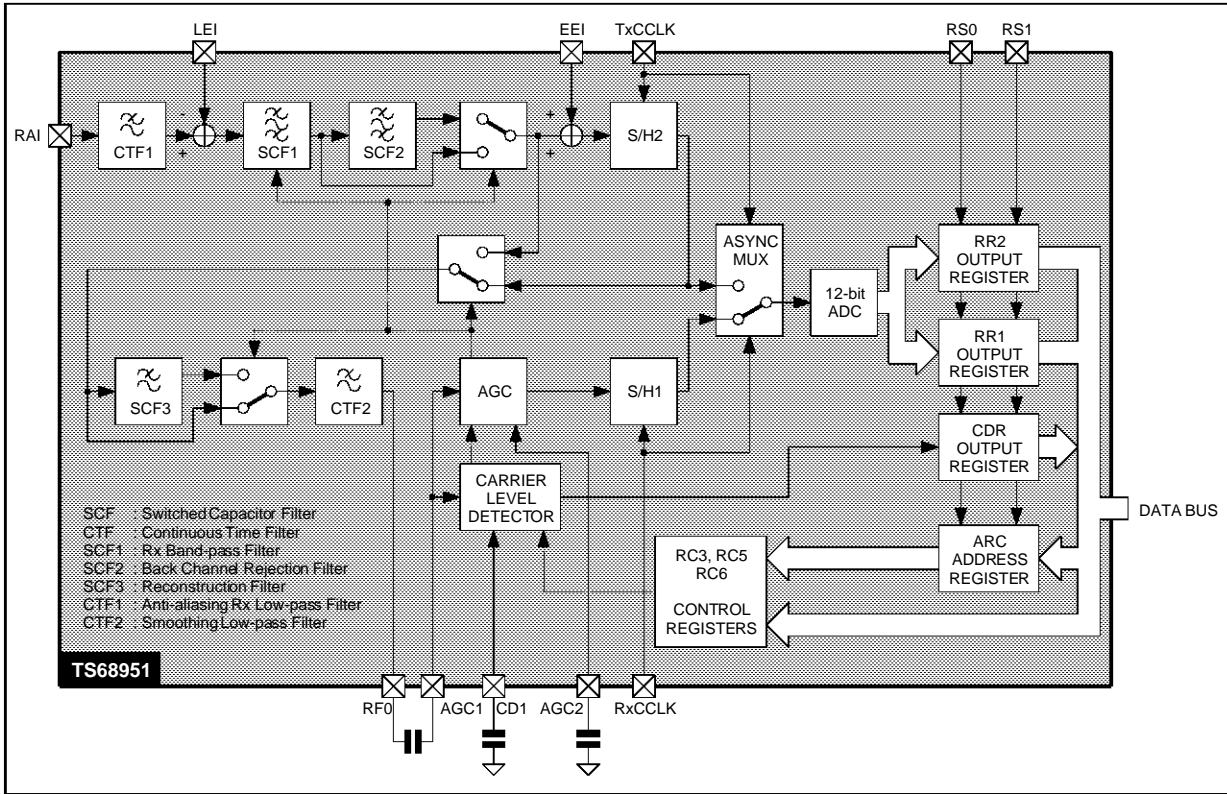 LEI
EEI
TxCCLK
RS0
RS1
RAI
CTF1
-
+
SCF1
SCF2
+
+
S/H2
ASYNC
MUX
12-bit
ADC
RR2
OUTPUT
REGISTER
RR1
OUTPUT
REGISTER
SCF3
CTF2
AGC
S/H1
CDR
OUTPUT
REGISTER
CARRIER
LEVEL
DETECTOR
ARC
ADDRESS
REGISTER
DATA BUS
RC3, RC5
RC6
CONTROL
REGISTERS
SCF : Switched Capacitor Filter
CTF : Continuous Time Filter
SCF1 : Rx Band-pass Filter
SCF2 : Back Channel Rejection Filter
SCF3 : Reconstruction Filter
CTF1 : Anti-aliasing Rx Low-pass Filter
CTF2 : Smoothing Low-pass Filter
TS68951
RF0
AGC1
CD1
AGC2
RxCCLK